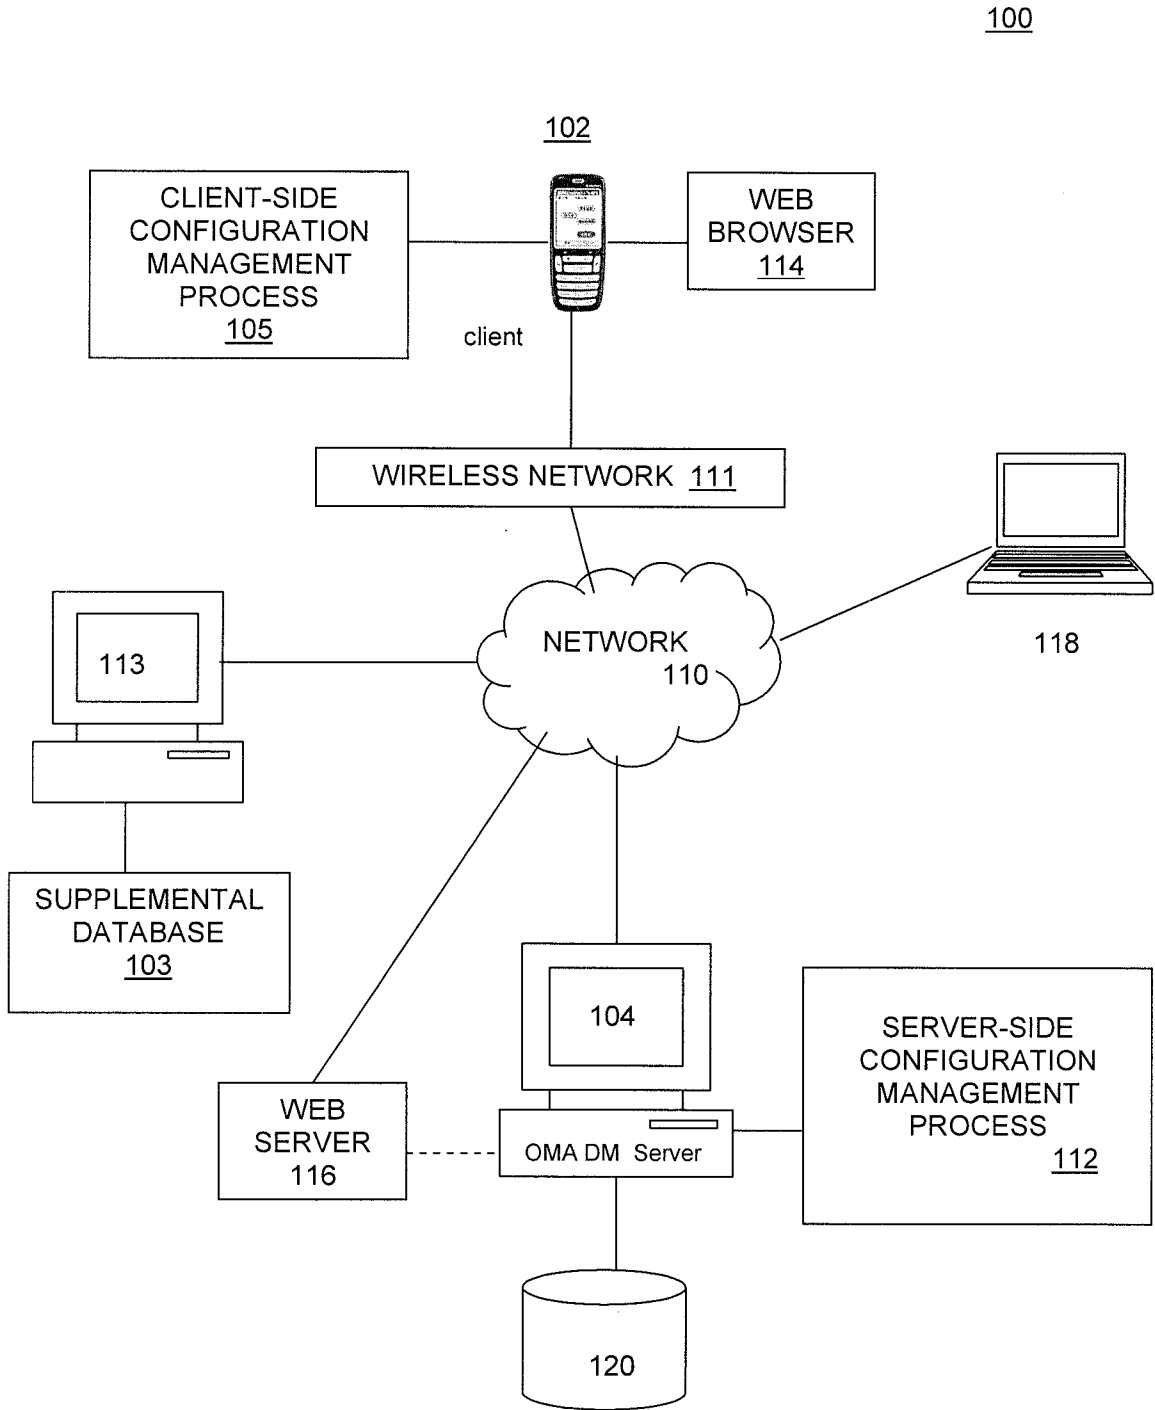 100
102
CLIENT-SIDE
CONFIGURATION
MANAGEMENT
PROCESS
105
WEB
BROWSER
114
client
WIRELESS NETWORK 111
NETWORK
110
118
113
SUPPLEMENTAL
DATABASE
103
104
OMA DM Server
SERVER-SIDE
CONFIGURATION
MANAGEMENT
PROCESS
112
WEB
SERVER
116
120